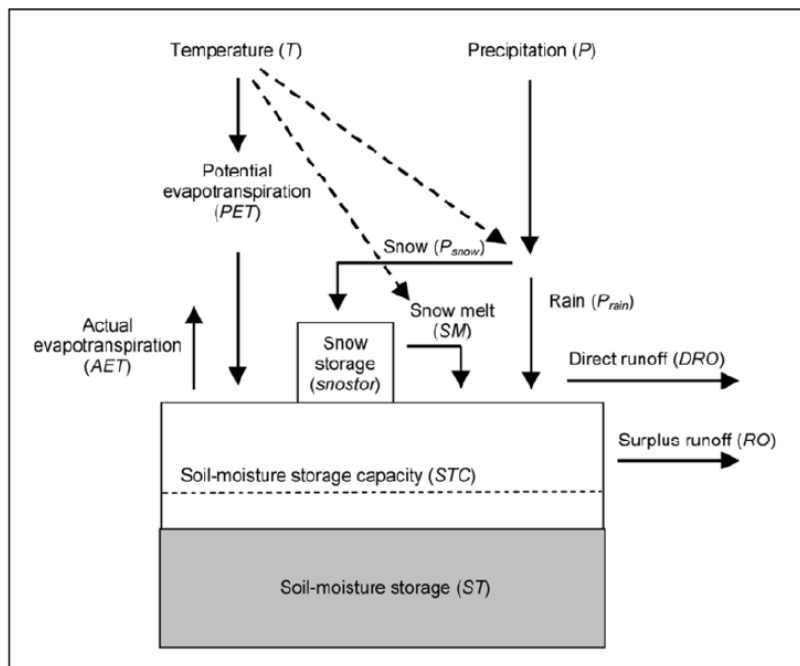 Temperature (T)
Precipitation (P)
Potential
evapotranspiration
(PET)
Snow (Psnow)
Rain (Prain)
Snow melt
(SM)
Actual
evapotranspiration
(AET)
Snow
storage
(snostor)
Direct runoff (DRO)
Surplus runoff (RO)
Soil-moisture storage capacity (STC)
Soil-moisture storage (ST)